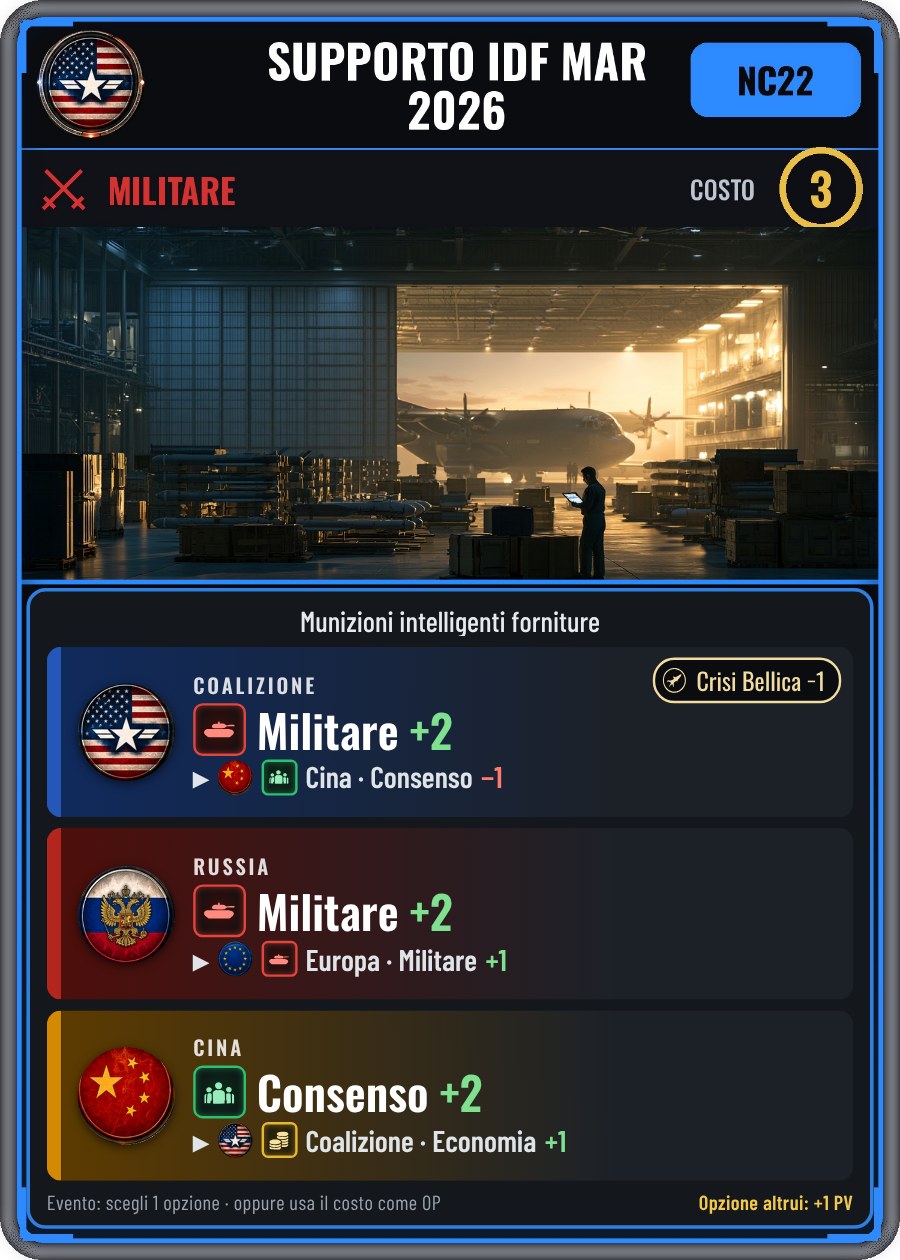 SUPPORTO IDF MAR
2026
NC22
MILITARE
COSTO
3
Munizioni intelligenti forniture
COALIZIONE
Crisi Bellica −1
Militare +2
▶ Cina · Consenso −1
RUSSIA
Militare +2
▶ Europa · Militare +1
CINA
Consenso +2
▶ Coalizione · Economia +1
Evento: scegli 1 opzione · oppure usa il costo come OP
Opzione altrui: +1 PV